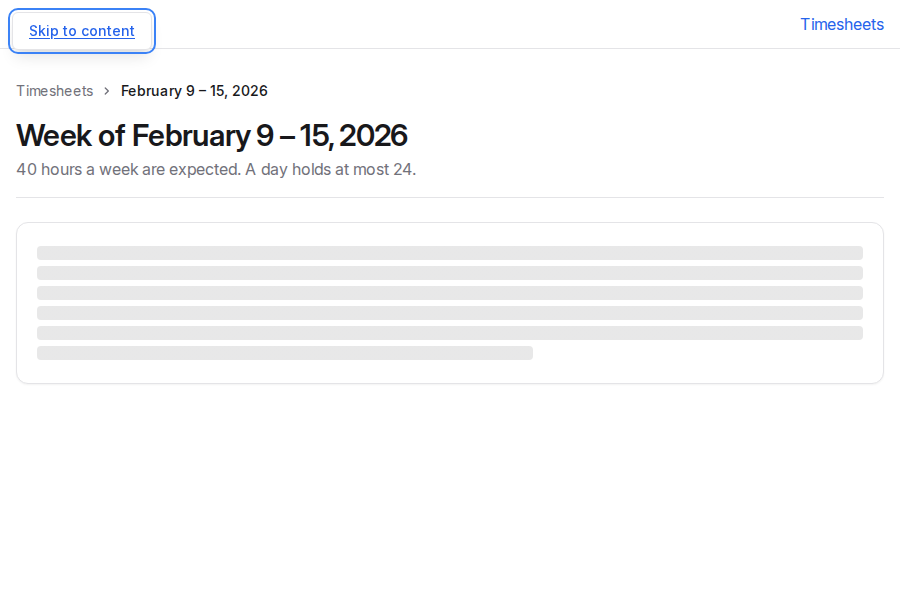 Skip to content
Timesheets
Timesheets > February 9 – 15, 2026
Week of February 9 – 15, 2026
40 hours a week are expected. A day holds at most 24.